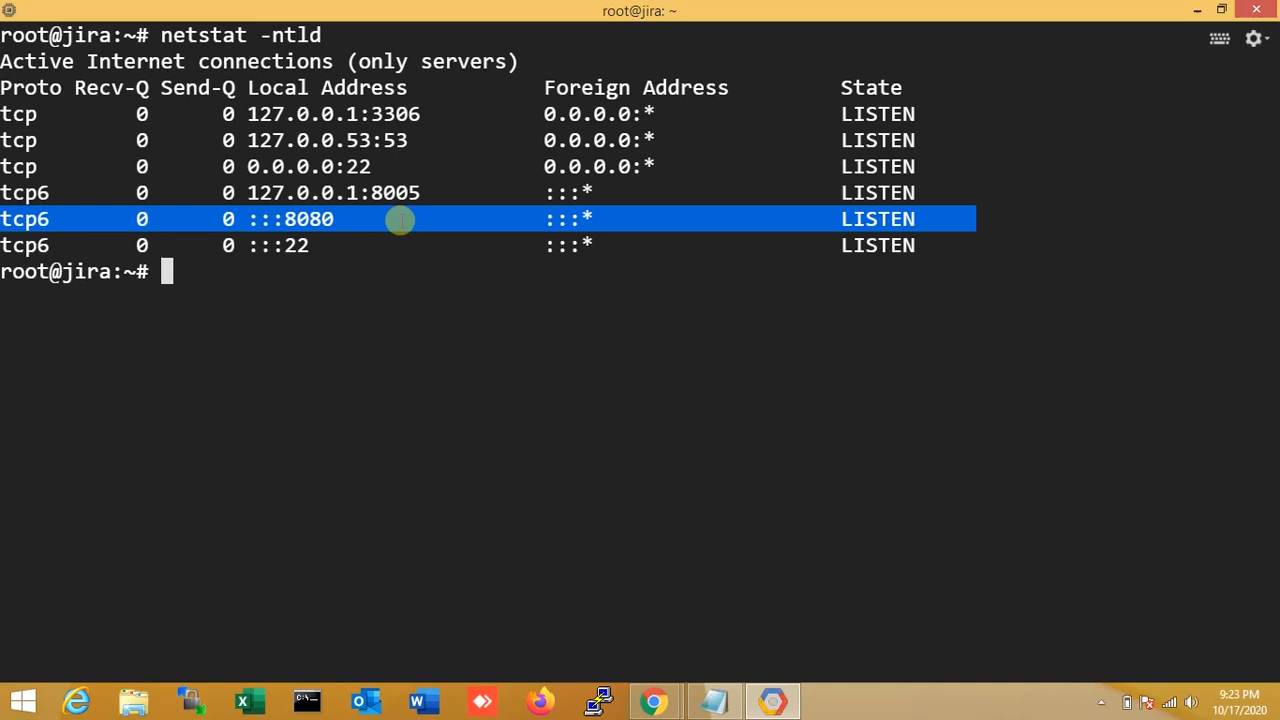 root@jira: ~
root@jira:~# netstat -ntld
Active Internet connections (only servers)
Proto Recv-Q Send-Q Local Address           Foreign Address         State
tcp        0      0 127.0.0.1:3306          0.0.0.0:*               LISTEN
tcp        0      0 127.0.0.53:53           0.0.0.0:*               LISTEN
tcp        0      0 0.0.0.0:22              0.0.0.0:*               LISTEN
tcp6       0      0 127.0.0.1:8005          :::*                    LISTEN
tcp6       0      0 :::8080                 :::*                    LISTEN
tcp6       0      0 :::22                   :::*                    LISTEN
root@jira:~#
9:23 PM
10/17/2020